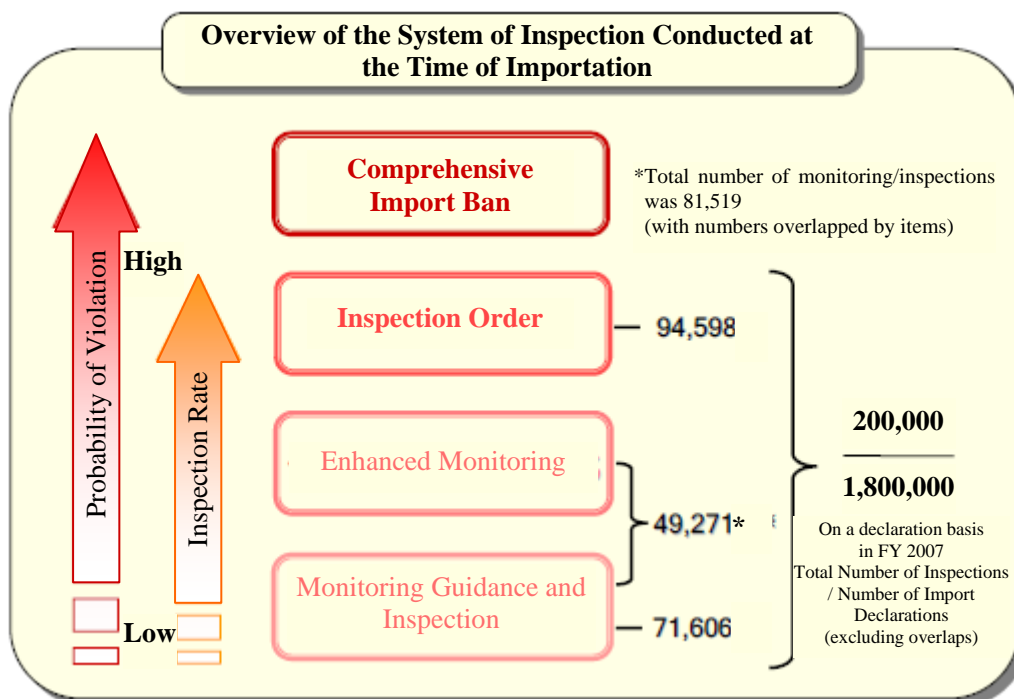 Overview of the System of Inspection Conducted at
the Time of Importation
Probability of Violation
High
Low
Inspection Rate
Comprehensive
Import Ban
*Total number of monitoring/inspections
was 81,519
(with numbers overlapped by items)
Inspection Order
94,598
Enhanced Monitoring
49,271*
Monitoring Guidance and
Inspection
71,606
200,000
1,800,000
On a declaration basis
in FY 2007
Total Number of Inspections
/ Number of Import
Declarations
(excluding overlaps)